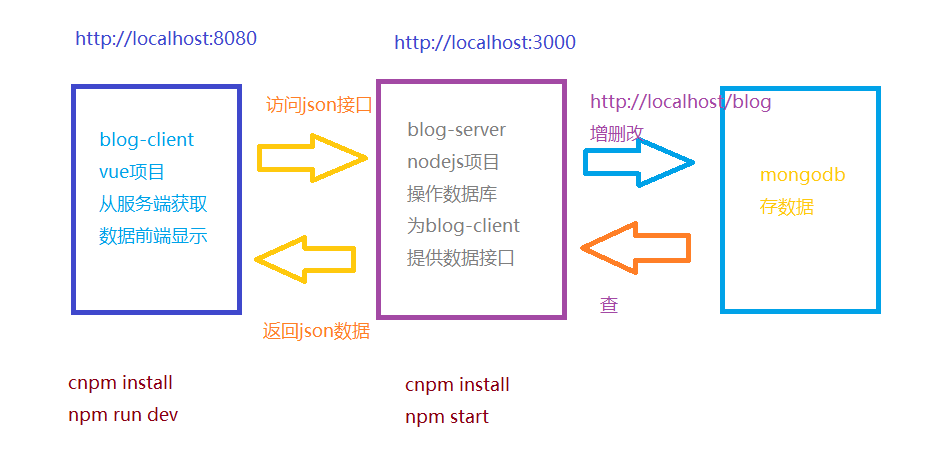 http://localhost:8080
http://localhost:3000
访问json接口
http://localhost/blog
增删改
blog-client
vue项目
从服务端获取
数据前端显示
blog-server
nodejs项目
操作数据库
为blog-client
提供数据接口
mongodb
存数据
返回json数据
查
cnpm install
npm run dev
cnpm install
npm start